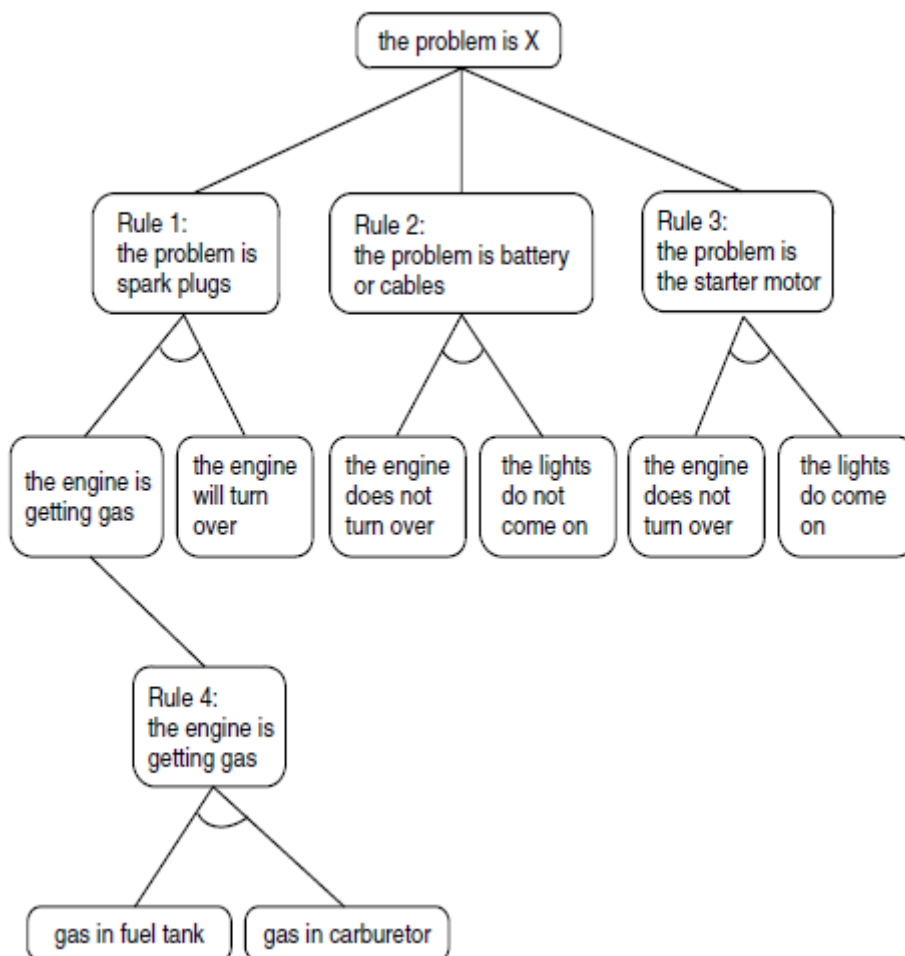 the problem is X
Rule 1:
the problem is
spark plugs
Rule 2:
the problem is battery
or cables
Rule 3:
the problem is
the starter motor
the engine is
getting gas
the engine
will turn
over
the engine
does not
turn over
the lights
do not
come on
the engine
does not
turn over
the lights
do come
on
Rule 4:
the engine is
getting gas
gas in fuel tank
gas in carburetor